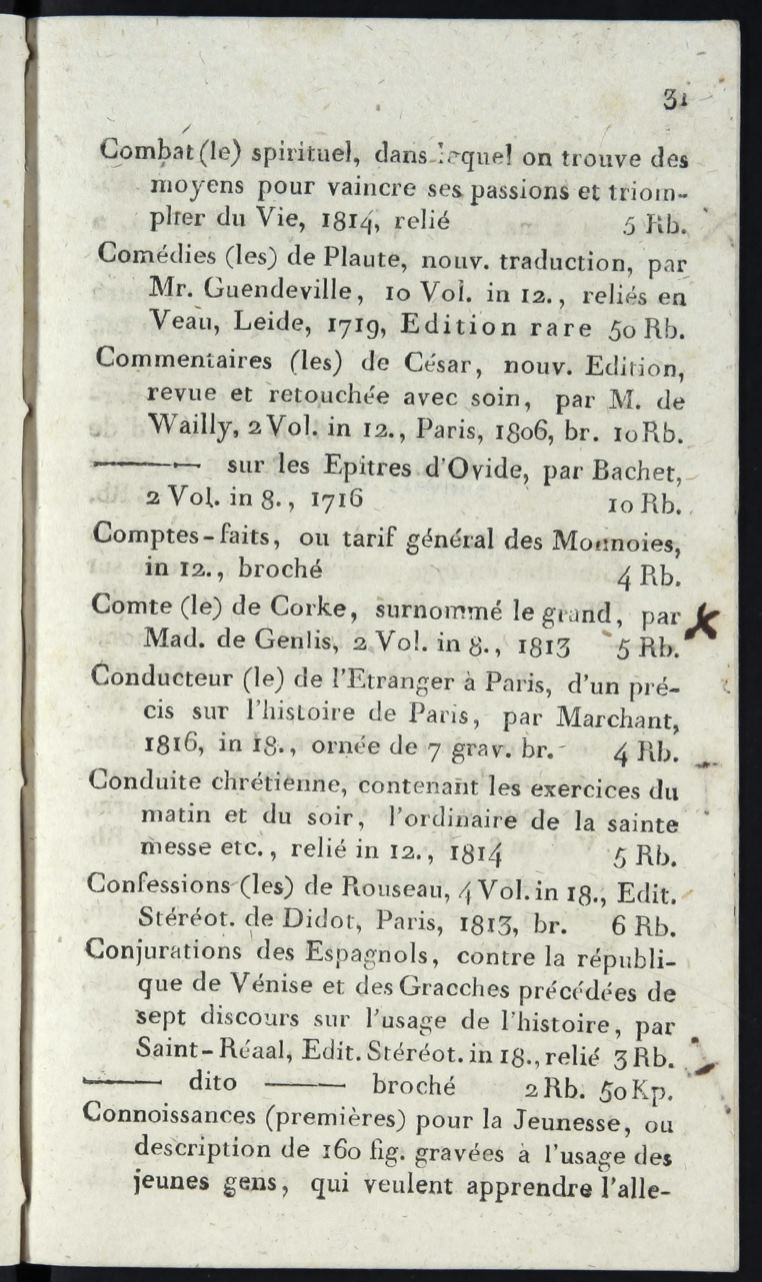 31
Combat (le) spirituel, dans lequel on trouve des
moyens pour vaincre ses passions et triom-
pher du Vie, 1814, relié 5 Rb.
Comédies (les) de Plaute, nouv. traduction, par
Mr. Guendeville, 10 Vol. in 12., reliés en
Veau, Leide, 1719, Edition rare 50 Rb.
Commentaires (les) de César, nouv. Edition,
revue et retouchée avec soin, par M. de
Wailly, 2 Vol. in 12., Paris, 1806, br. 10 Rb.
——— sur les Epitres d'Ovide, par Bachet,
2 Vol. in 8., 1716 10 Rb.
Comptes-faits, ou tarif général des Monnoies,
in 12., broché 4 Rb.
Comte (le) de Corke, surnommé le grand, par
Mad. de Genlis, 2 Vol. in 8., 1813 5 Rb.
Conducteur (le) de l'Etranger à Paris, d'un pré-
cis sur l'histoire de Paris, par Marchant,
1816, in 18., ornée de 7 grav. br. 4 Rb.
Conduite chrétienne, contenant les exercices du
matin et du soir, l'ordinaire de la sainte
messe etc., relié in 12., 1814 5 Rb.
Confessions (les) de Rouseau, 4 Vol. in 18., Edit.
Stéréot. de Didot, Paris, 1813, br. 6 Rb.
Conjurations des Espagnols, contre la républi-
que de Vénise et des Gracches précédées de
sept discours sur l'usage de l'histoire, par
Saint-Réaal, Edit. Stéréot. in 18., relié 3 Rb.
——— dito ——— broché 2 Rb. 50 Kp.
Connoissances (premières) pour la Jeunesse, ou
description de 160 fig. gravées à l'usage des
jeunes gens, qui veulent apprendre l'alle-